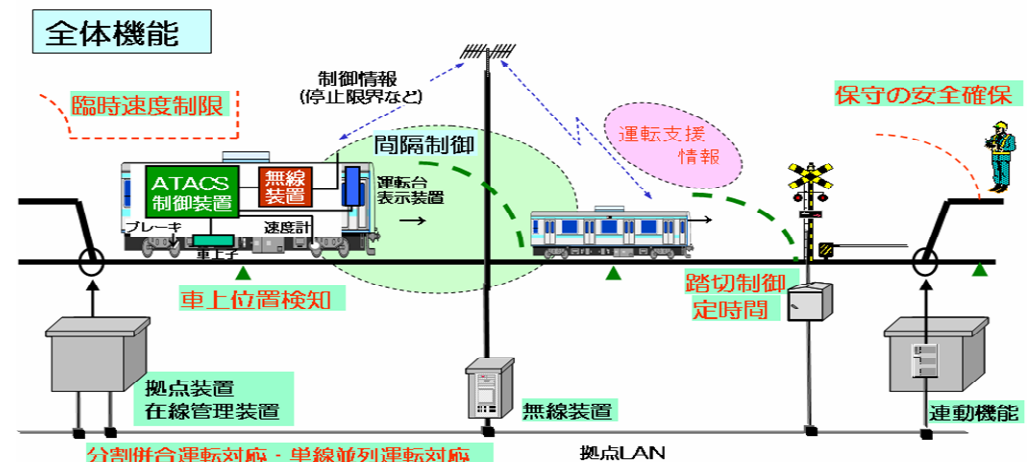 全体機能
制御情報
(停止限界など)
臨時速度制限
保守の安全確保
間隔制御
運転支援
情報
ATACS
制御装置
無線
装置
運転台
表示装置
ブレーキ
速度計
車上子
車上位置検知
踏切制御
定時間
拠点装置
在線管理装置
無線装置
連動機能
分割併合運転対応・単線並列運転対応
拠点LAN